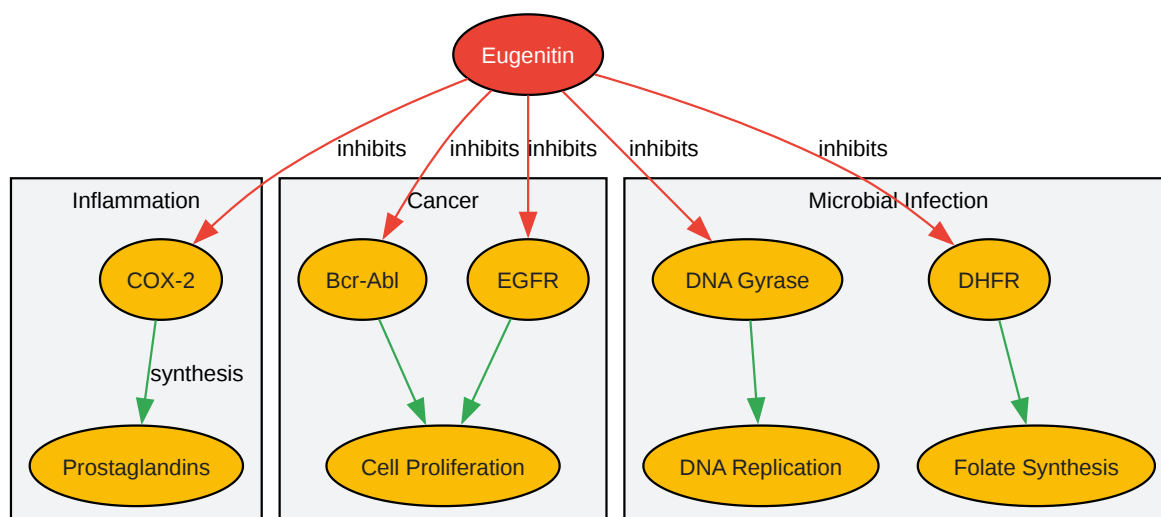 Eugenitin
inhibits
inhibits
inhibits
inhibits
inhibits
Inflammation
Cancer
Microbial Infection
COX-2
Bcr-Abl
EGFR
DNA Gyrase
DHFR
synthesis
Prostaglandins
Cell Proliferation
DNA Replication
Folate Synthesis